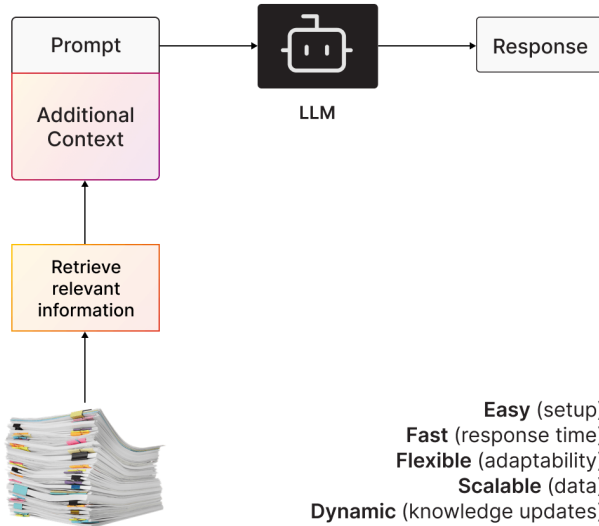 Prompt
Response
Additional
Context
LLM
Retrieve
relevant
information
Easy (setup)
Fast (response time)
Flexible (adaptability)
Scalable (data)
Dynamic (knowledge updates)